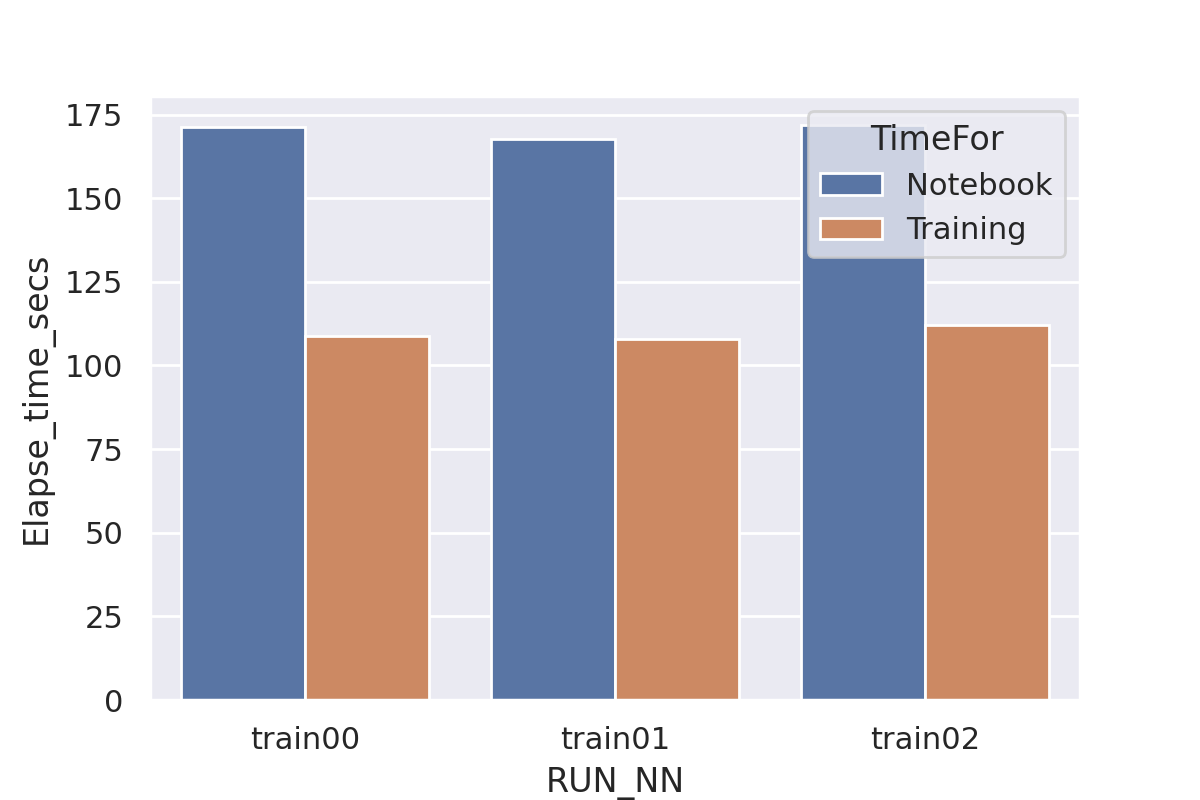 175
150
125
100
75
50
25
0
Elapse_time_secs
TimeFor
Notebook
Training
train00
train01
train02
RUN_NN